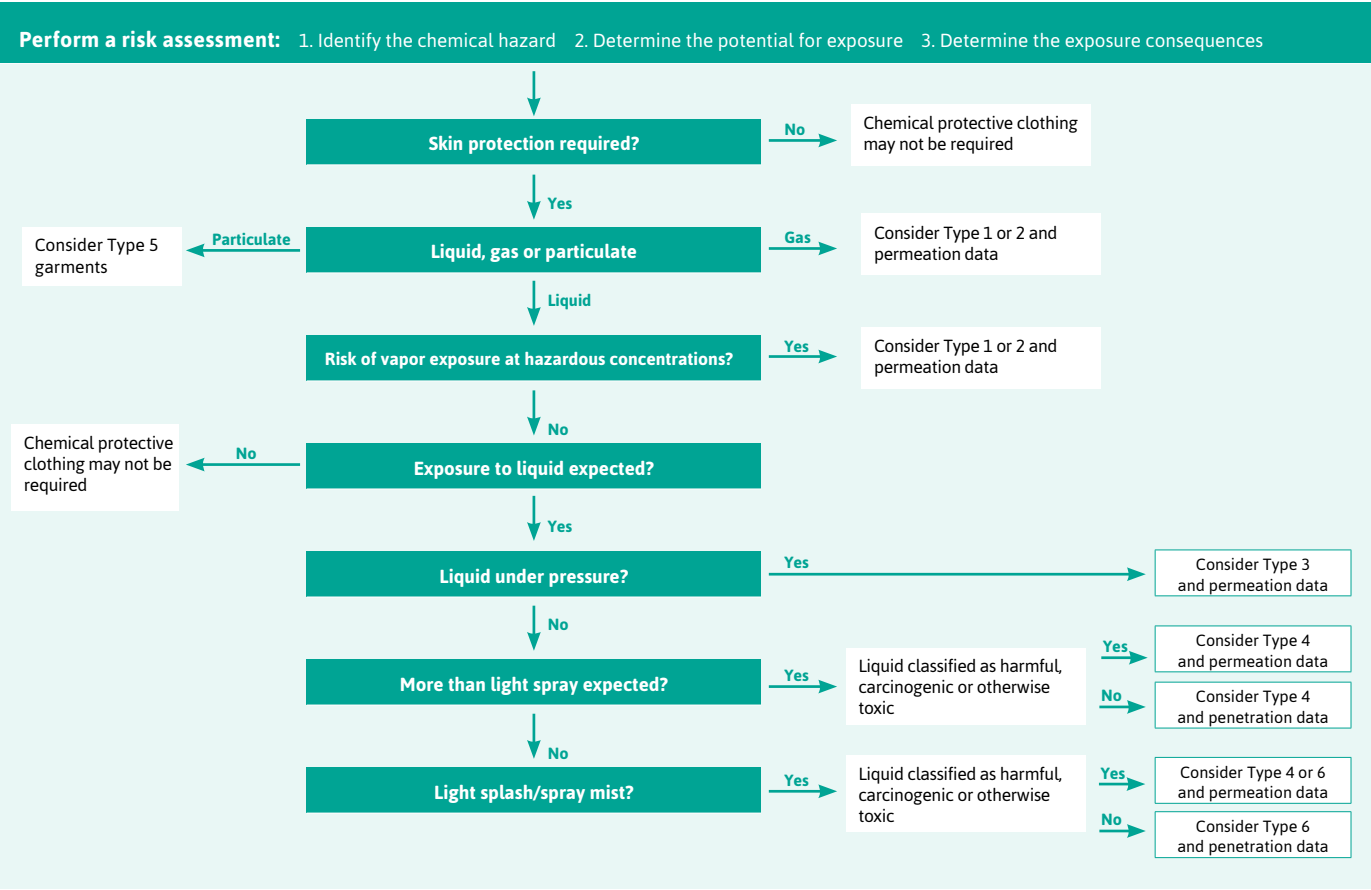 Perform a risk assessment: 1. Identify the chemical hazard 2. Determine the potential for exposure 3. Determine the exposure consequences
Skin protection required?
No
Chemical protective clothing
may not be required
Yes
Consider Type 5
garments
Particulate
Liquid, gas or particulate
Gas
Consider Type 1 or 2 and
permeation data
Liquid
Risk of vapor exposure at hazardous concentrations?
Yes
Consider Type 1 or 2 and
permeation data
No
Chemical protective
clothing may not be
required
No
Exposure to liquid expected?
Yes
Liquid under pressure?
Yes
Consider Type 3
and permeation data
No
More than light spray expected?
Yes
Liquid classified as harmful,
carcinogenic or otherwise
toxic
Yes
Consider Type 4
and permeation data
No
Consider Type 4
and penetration data
No
Light splash/spray mist?
Yes
Liquid classified as harmful,
carcinogenic or otherwise
toxic
Yes
Consider Type 4 or 6
and permeation data
No
Consider Type 6
and penetration data